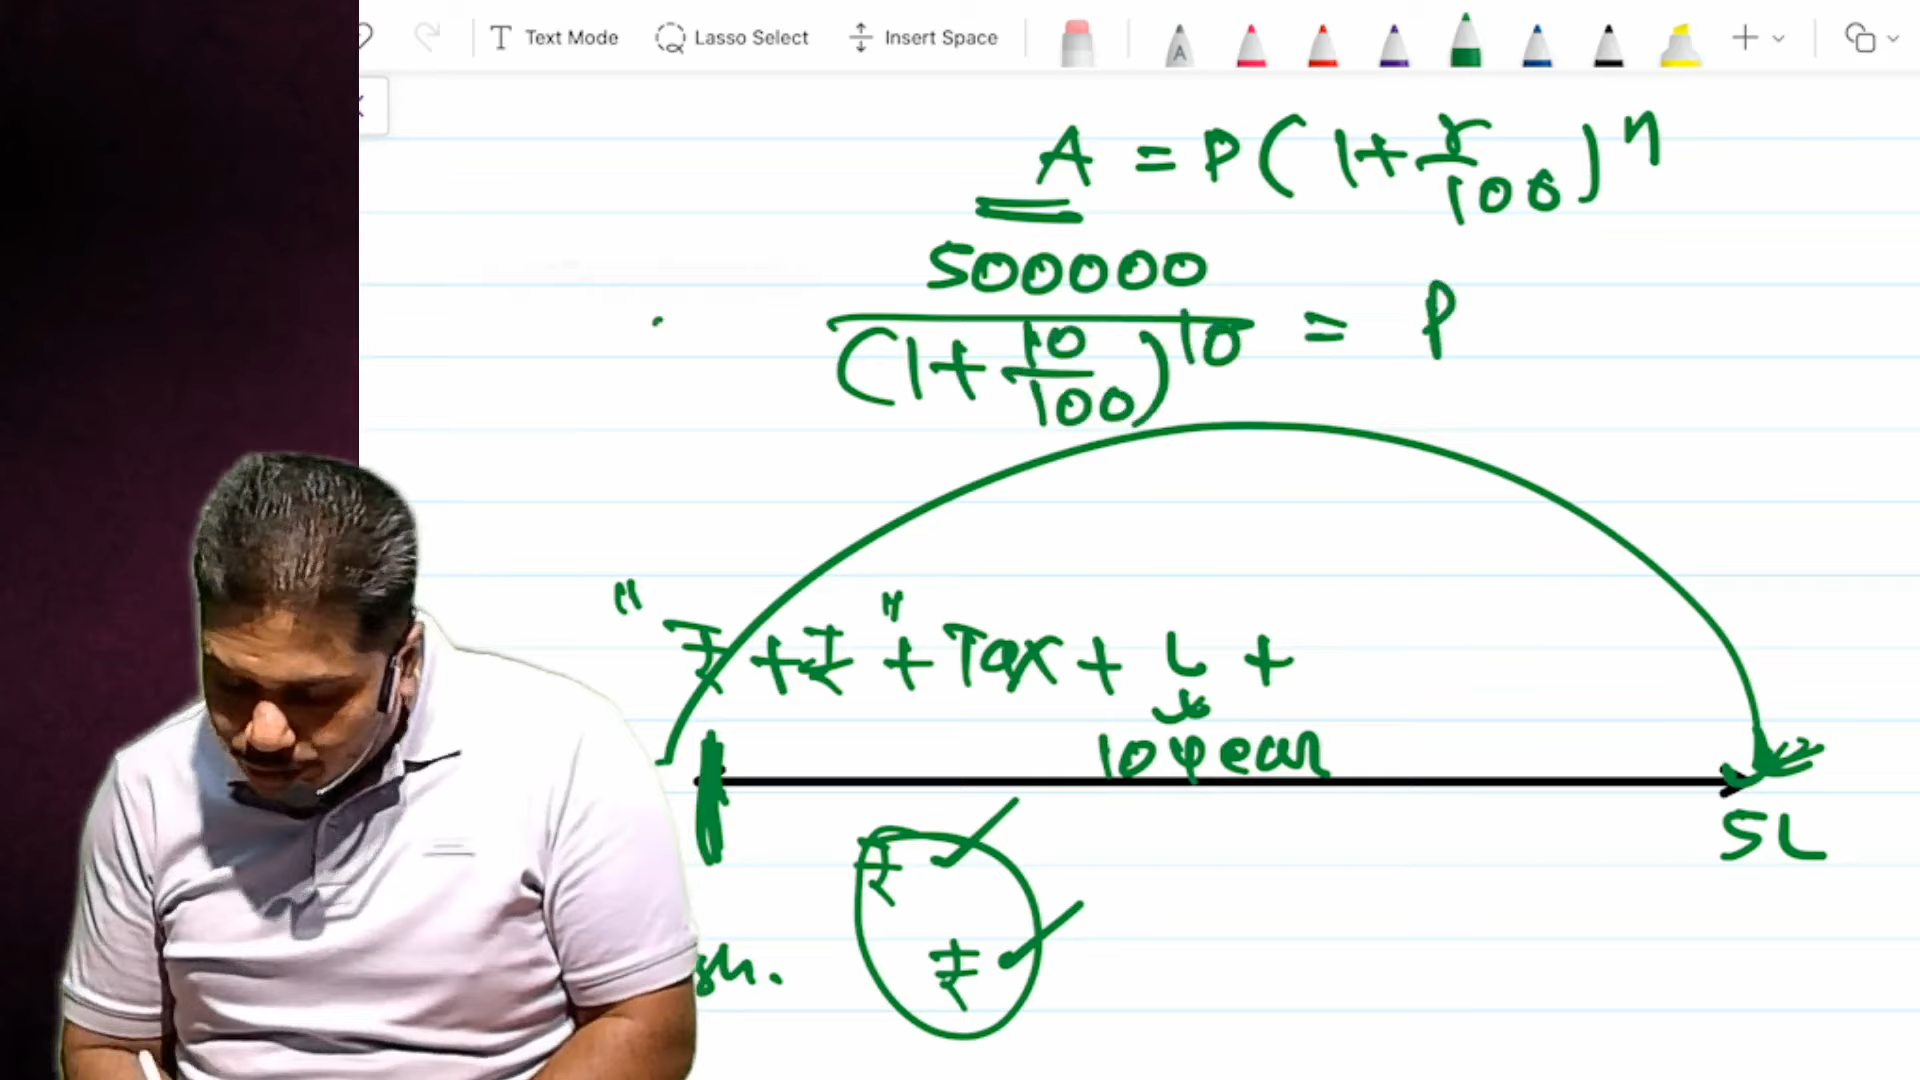 Text Mode Lasso Select Insert Space
A
A = P(1+r/100)^n
500000/(1+10/100)^10 = P
" ₹ + ₹ " + Tax + L +
10 year
5L
₹
₹